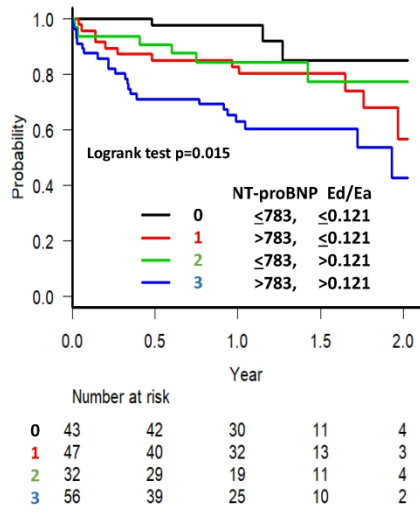 1.0
0.8
0.6
0.4
0.2
0.0
Probability
Logrank test p=0.015
NT-proBNP Ed/Ea
0 ≤783, ≤0.121
1 >783, ≤0.121
2 ≤783, >0.121
3 >783, >0.121
0.0 0.5 1.0 1.5 2.0
Year
Number at risk
0 43 42 30 11 4
1 47 40 32 13 3
2 32 29 19 11 4
3 56 39 25 10 2